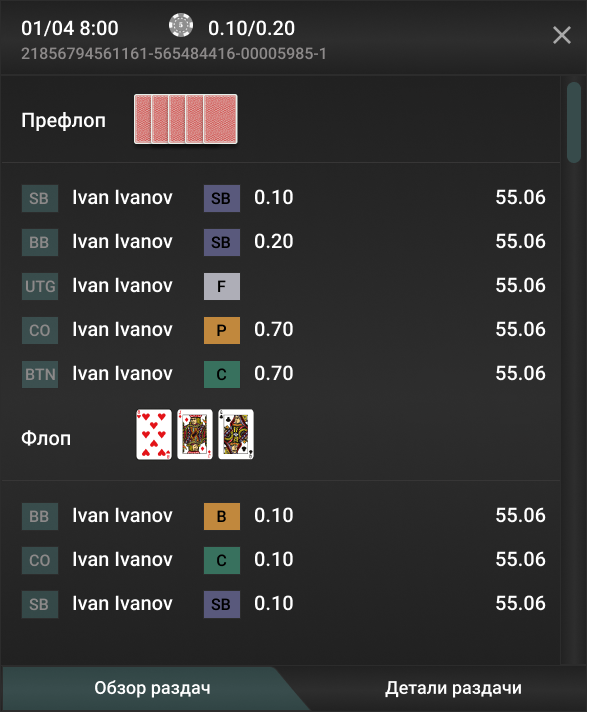 01/04 8:00 0.10/0.20
21856794561161-565484416-00005985-1
Префлоп
SB Ivan Ivanov SB 0.10 55.06
BB Ivan Ivanov SB 0.20 55.06
UTG Ivan Ivanov F 55.06
CO Ivan Ivanov P 0.70 55.06
BTN Ivan Ivanov C 0.70 55.06
Флоп
BB Ivan Ivanov B 0.10 55.06
CO Ivan Ivanov C 0.10 55.06
SB Ivan Ivanov SB 0.10 55.06
Обзор раздач Детали раздачи